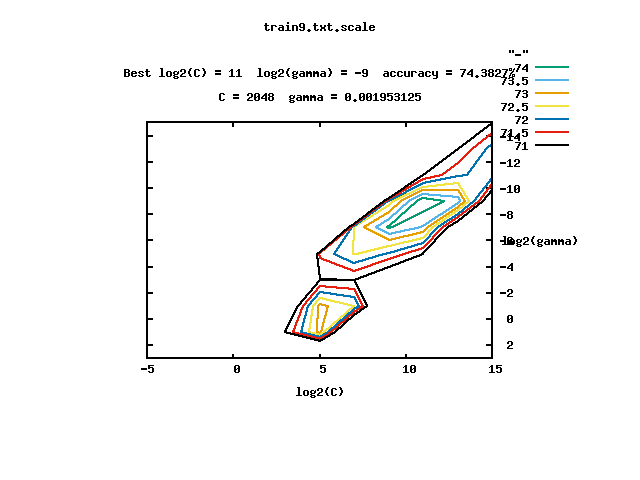 train9.txt.scale
"-"
Best log2(C) = 11 log2(gamma) = -9 accuracy = 74.3827%
74
73.5
C = 2048 gamma = 0.001953125
73
72.5
72
71.5
71
-14
-12
-10
-8
-6
log2(gamma)
-4
-2
0
2
-5 0 5 10 15
log2(C)